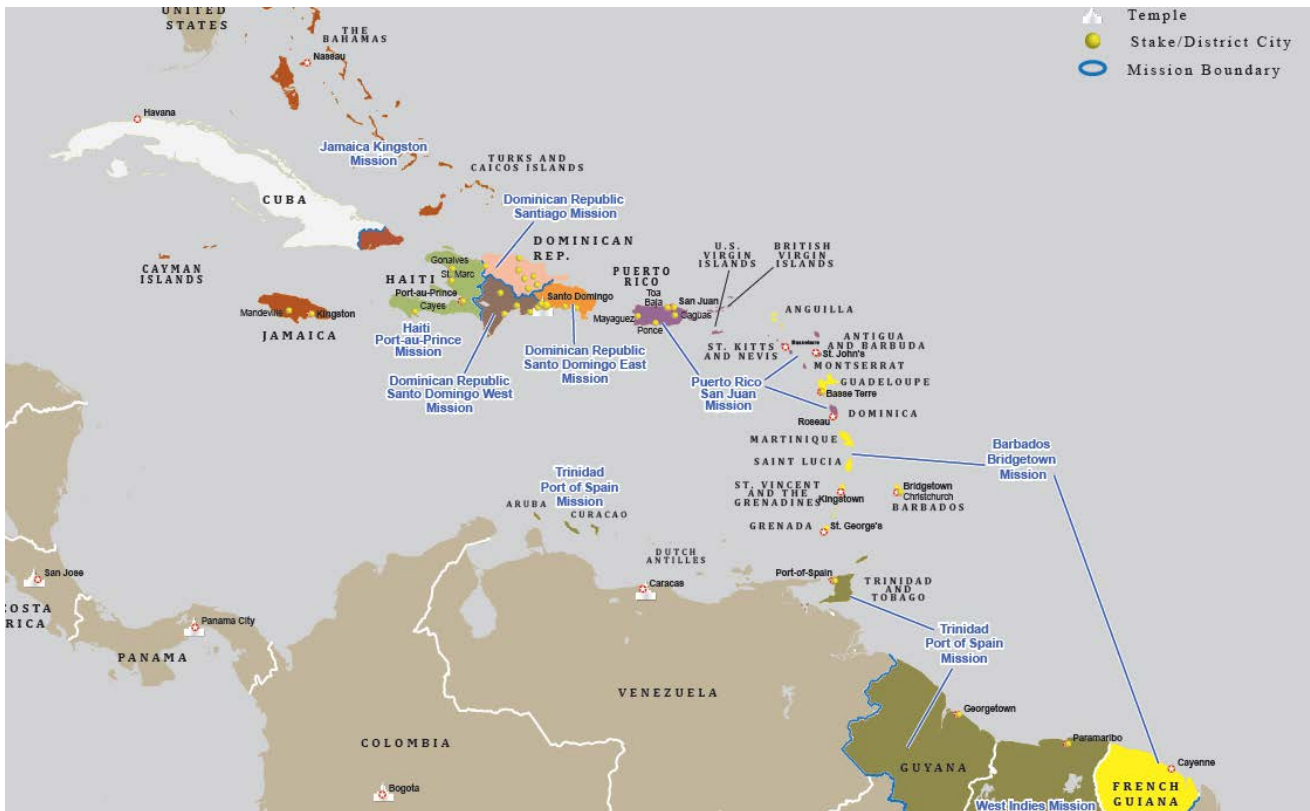 UNITED
STATES
THE
BAHAMAS
Nassau
Temple
Stake/District City
Mission Boundary
Havana
Jamaica Kingston
Mission
TURKS AND
CAICOS ISLANDS
CUBA
Dominican Republic
Santiago Mission
DOMINICAN
REP.
U.S.
VIRGIN
ISLANDS
BRITISH
VIRGIN
ISLANDS
CAYMAN
ISLANDS
Gonaives
St. Marc
HAITI
Port-au-Prince
Cayes
Santo Domingo
PUERTO
RICO
Toa
Baja
San Juan
Caguas
Mayaguez
Ponce
ANGUILLA
Mandeville
Kingston
JAMAICA
Haiti
Port-au-Prince
Mission
Dominican Republic
Santo Domingo East
Mission
Dominican Republic
Santo Domingo West
Mission
Basseterre
ST. KITTS
AND NEVIS
ANTIGUA
AND BARBUDA
St. John's
MONTSERRAT
GUADELOUPE
Basse Terre
Puerto Rico
San Juan
Mission
DOMINICA
Roseau
MARTINIQUE
SAINT LUCIA
Barbados
Bridgetown
Mission
ST. VINCENT
AND THE
GRENADINES
Kingstown
Bridgetown
Christchurch
BARBADOS
Trinidad
Port of Spain
Mission
ARUBA
CURACAO
GRENADA
St. George's
DUTCH
ANTILLES
Caracas
Port-of-Spain
TRINIDAD
AND
TOBAGO
San Jose
COSTA
RICA
Panama City
PANAMA
Trinidad
Port of Spain
Mission
VENEZUELA
Georgetown
COLOMBIA
Bogota
GUYANA
Paramaribo
Cayenne
FRENCH
GUIANA
West Indies Mission